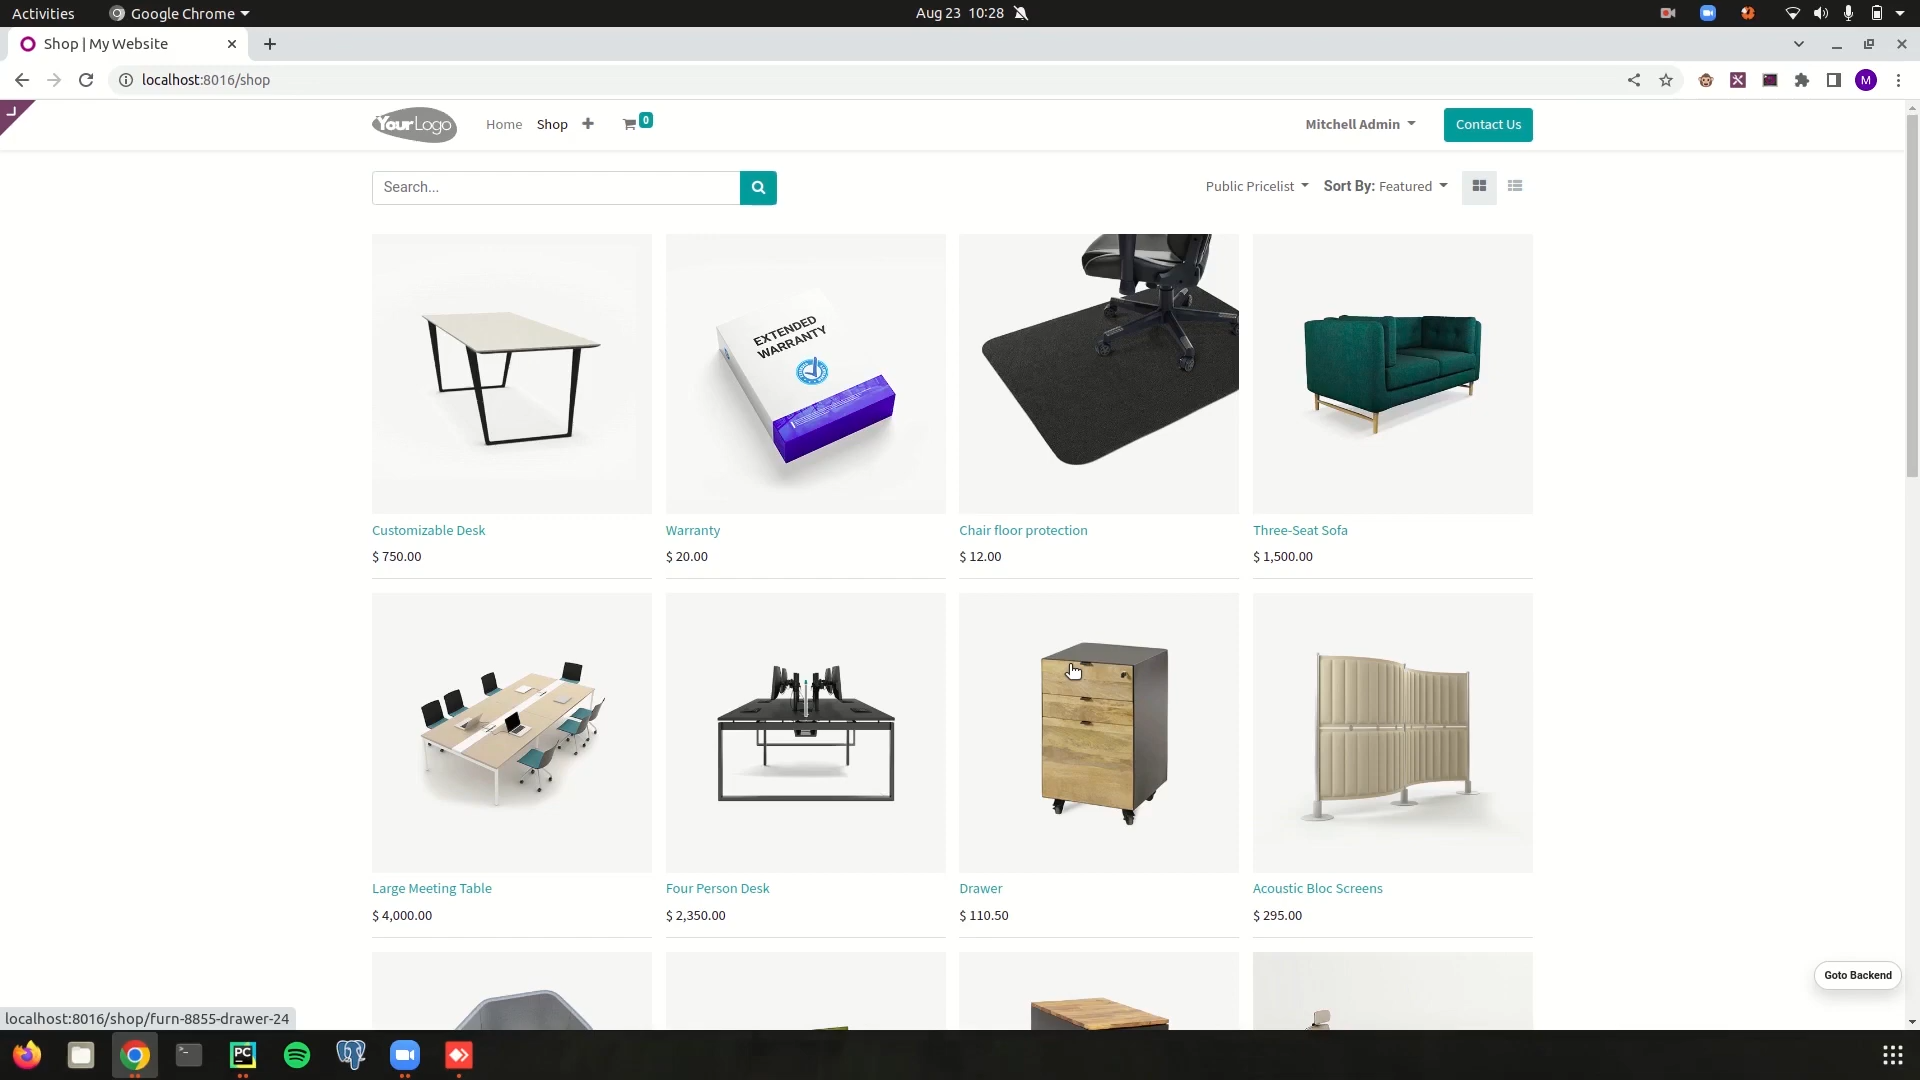 Activities
Google Chrome
Aug 23 10:28
Shop | My Website
localhost:8016/shop
M
YourLogo
Home
Shop
0
Mitchell Admin
Contact Us
Search...
Public Pricelist
Sort By: Featured
EXTENDED
WARRANTY
Customizable Desk
Warranty
Chair floor protection
Three-Seat Sofa
$ 750.00
$ 20.00
$ 12.00
$ 1,500.00
Large Meeting Table
Four Person Desk
Drawer
Acoustic Bloc Screens
$ 4,000.00
$ 2,350.00
$ 110.50
$ 295.00
Goto Backend
localhost:8016/shop/furn-8855-drawer-24
PC